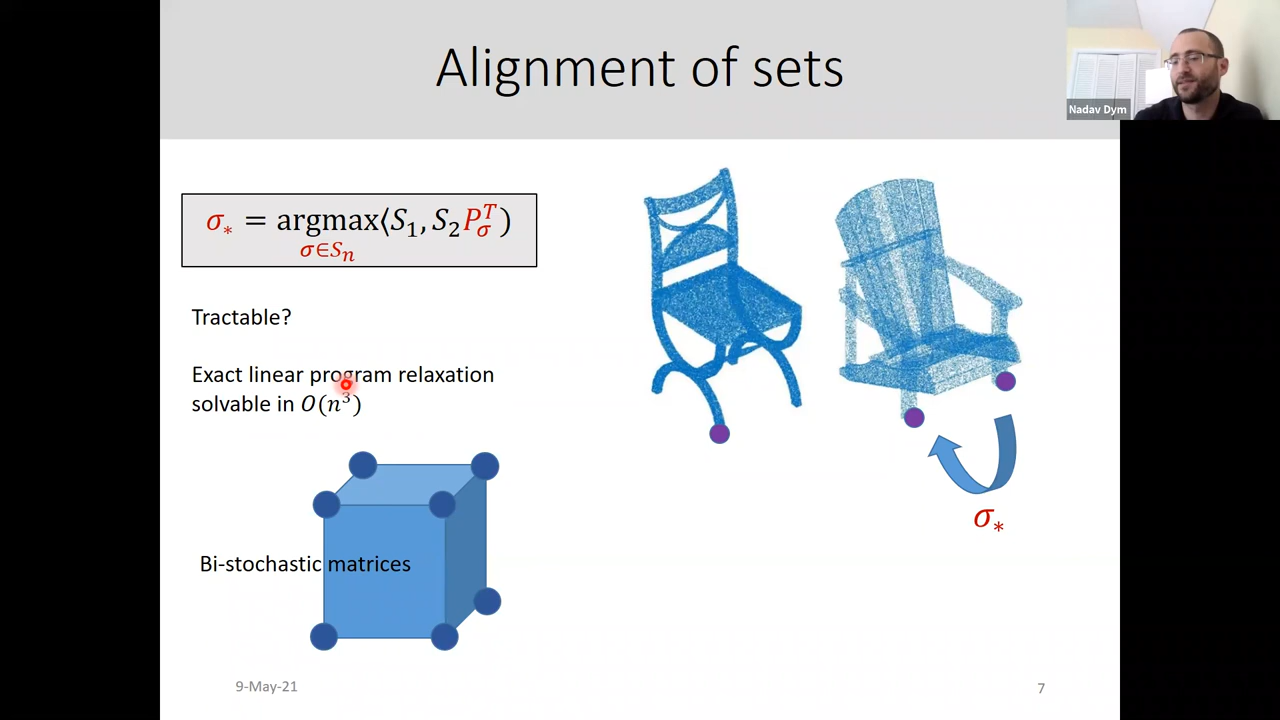 Alignment of sets
Nadav Dym
σ* = argmax⟨S₁, S₂P_σ^T⟩
σ∈Sₙ
Tractable?
Exact linear program relaxation
solvable in O(n³)
Bi-stochastic matrices
σ*
9-May-21
7